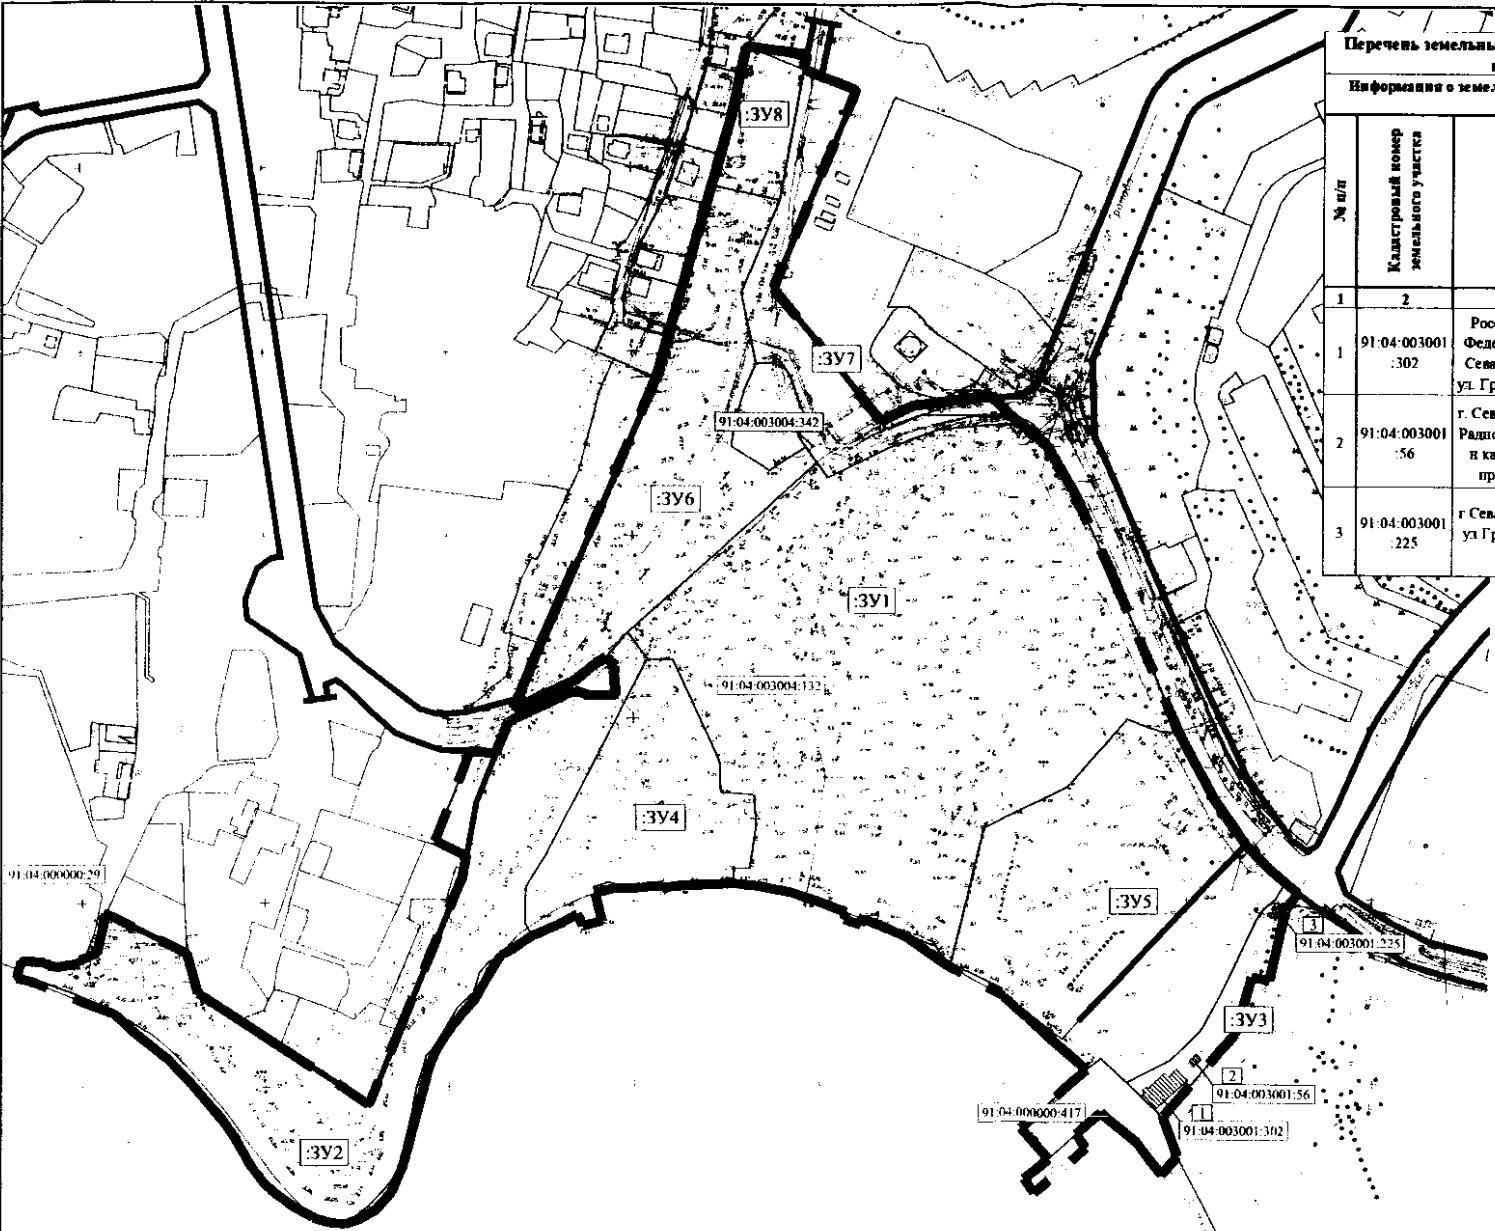 :ЗУ8
:ЗУ7
91:04:003004:342
:ЗУ6
:ЗУ1
91:04:003004:132
:ЗУ4
91:04:000000:29
:ЗУ5
3
91:04:003001:225
:ЗУ3
2
91:04:003001:56
91:04:000000:417
1
91:04:003001:302
:ЗУ2
Перечень земельны
Информация о земел
№ п/п
Кадастровый номер
земельного участка
1 2
1
91:04:003001
:302
Рос
Феде
Сева
ул. Гр
2
91:04:003001
:56
г. Сев
Радио
н ка
пр
3
91:04:003001
:225
г Сева
ул Гр